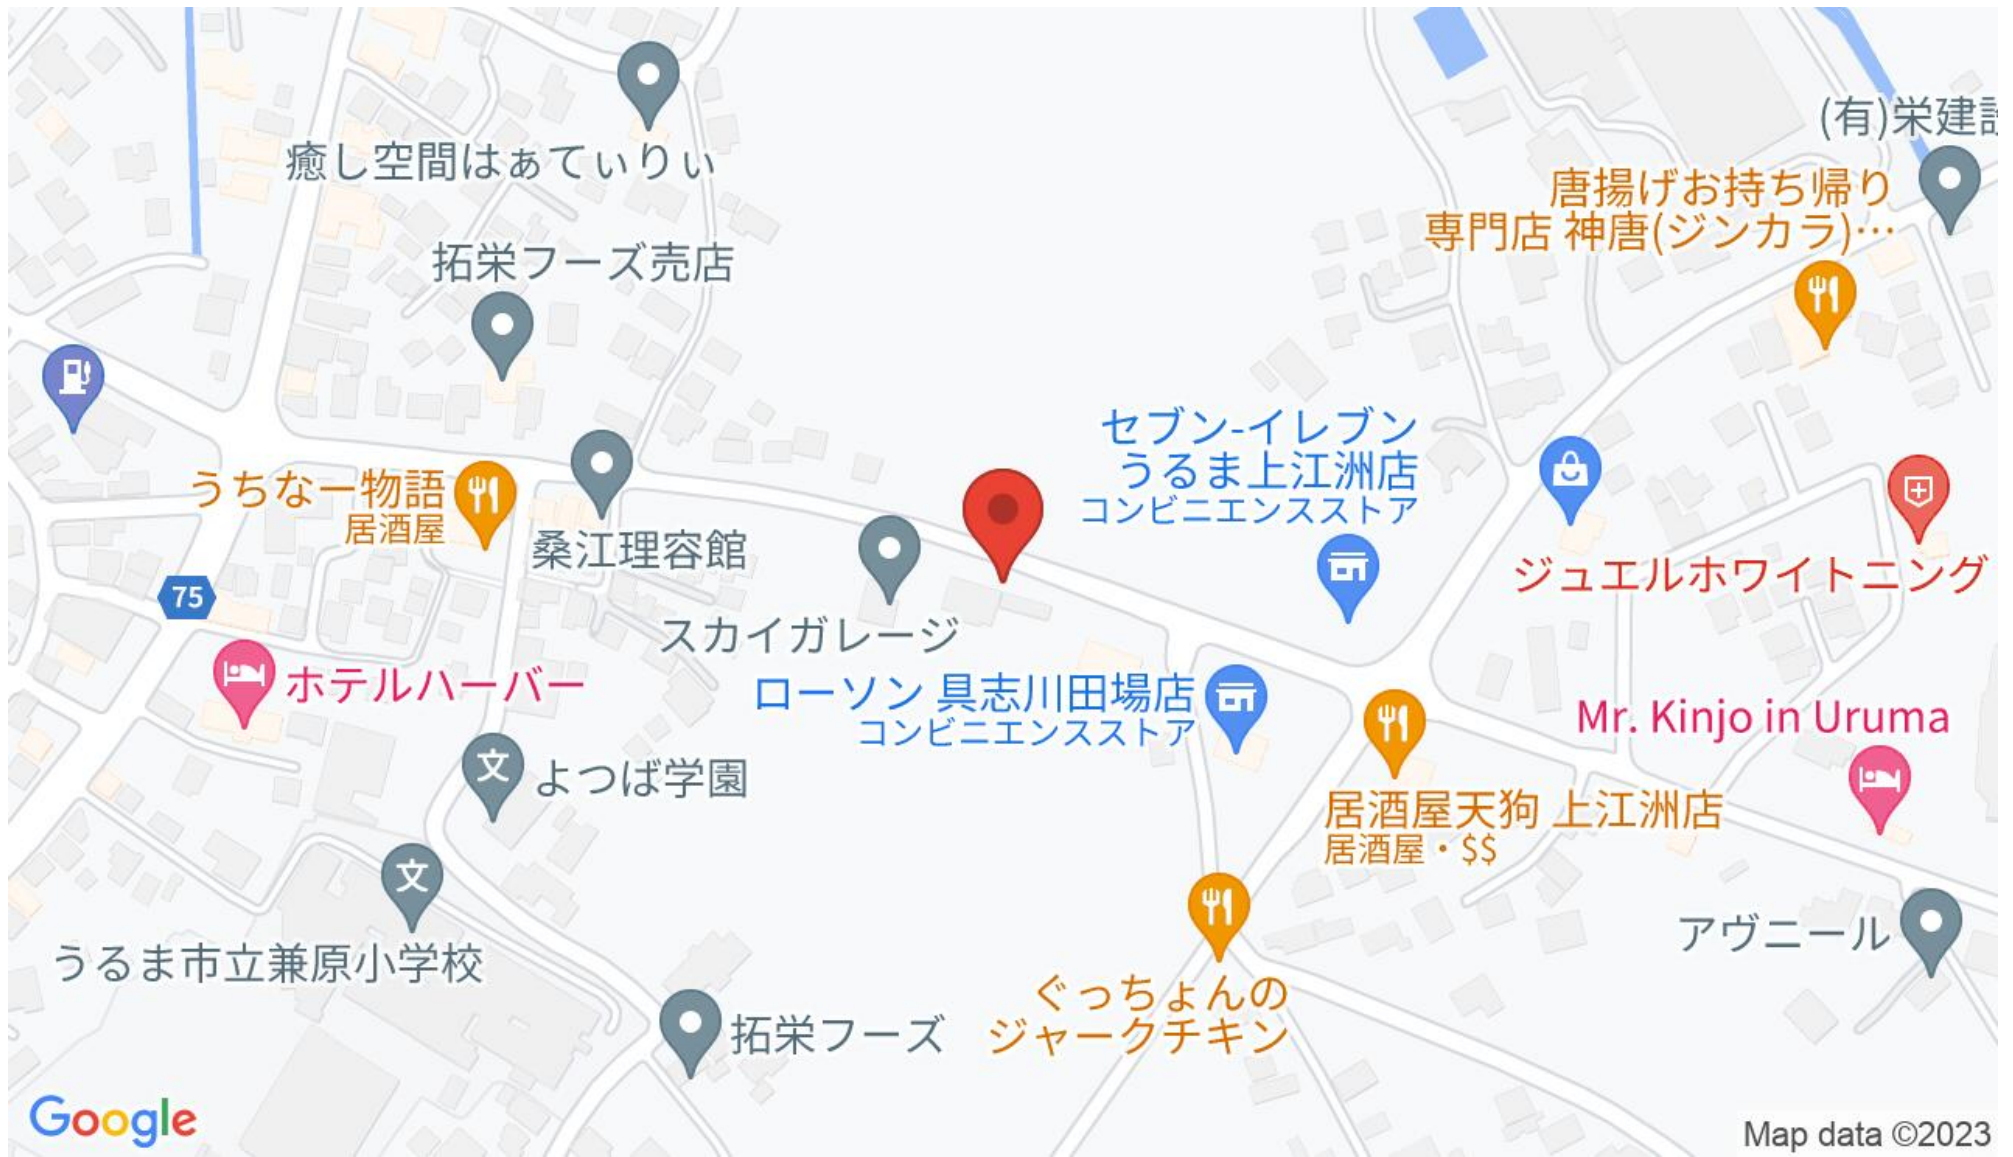 (有)栄建設
癒し空間はぁてぃりぃ
唐揚げお持ち帰り
専門店 神唐(ジンカラ)…
拓栄フーズ売店
セブン-イレブン
うるま上江洲店
コンビニエンスストア
うちなー物語
居酒屋
桑江理容館
ジュエルホワイトニング
75
スカイガレージ
ホテルハーバー
ローソン 具志川田場店
コンビニエンスストア
Mr. Kinjo in Uruma
よつば学園
文
居酒屋天狗 上江洲店
居酒屋・$$
文
うるま市立兼原小学校
アヴニール
ぐっちょんの
ジャークチキン
拓栄フーズ
Google
Map data ©2023